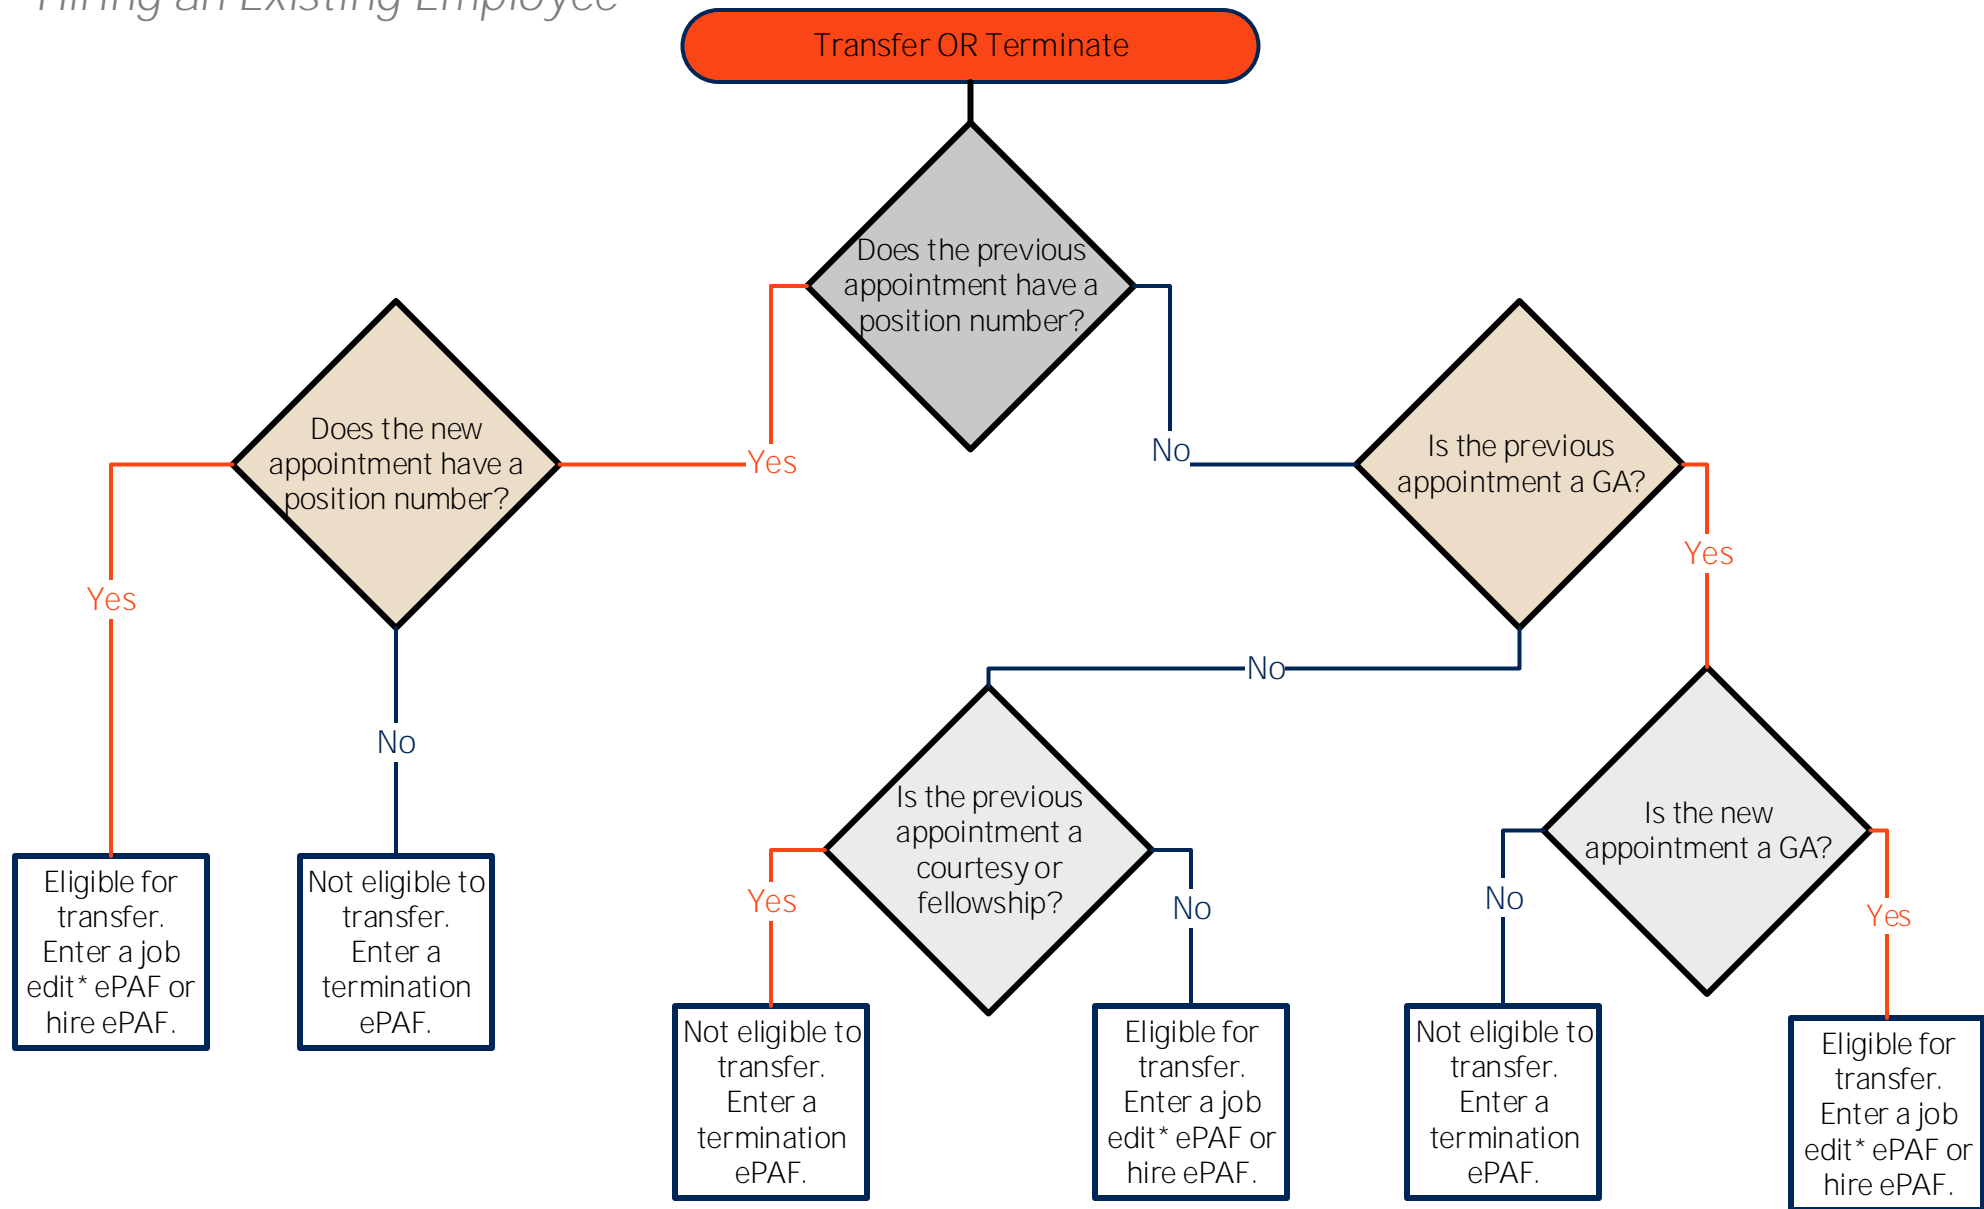 Hiring an Existing Employee
Transfer OR Terminate
Does the previous
appointment have a
position number?
Does the new
appointment have a
position number?
Yes
No
Is the previous
appointment a GA?
Yes
Yes
No
No
Is the previous
appointment a
courtesy or
fellowship?
Is the new
appointment a GA?
Yes
No
No
Yes
Eligible for
transfer.
Enter a job
edit* ePAF or
hire ePAF.
Not eligible to
transfer.
Enter a
termination
ePAF.
Not eligible to
transfer.
Enter a
termination
ePAF.
Eligible for
transfer.
Enter a job
edit* ePAF or
hire ePAF.
Not eligible to
transfer.
Enter a
termination
ePAF.
Eligible for
transfer.
Enter a job
edit* ePAF or
hire ePAF.